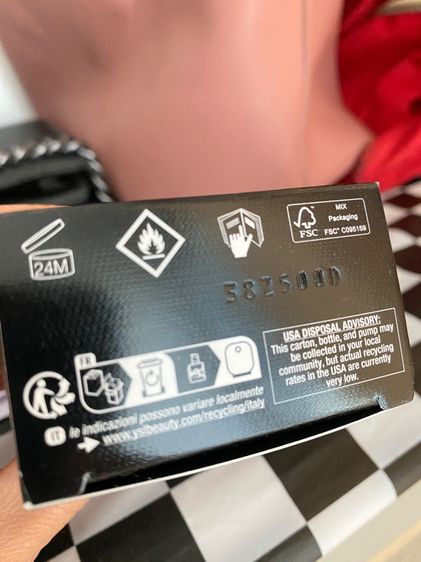 24M
FSC
MIX
Packaging
FSC® C095159
38Z500D
USA DISPOSAL ADVISORY:
This carton, bottle, and pump may
be collected in your local
community, but actual recycling
rates in the USA are currently
very low.
FR
IT le indicazioni possono variare localmente
www.yslbeauty.com/recycling/italy